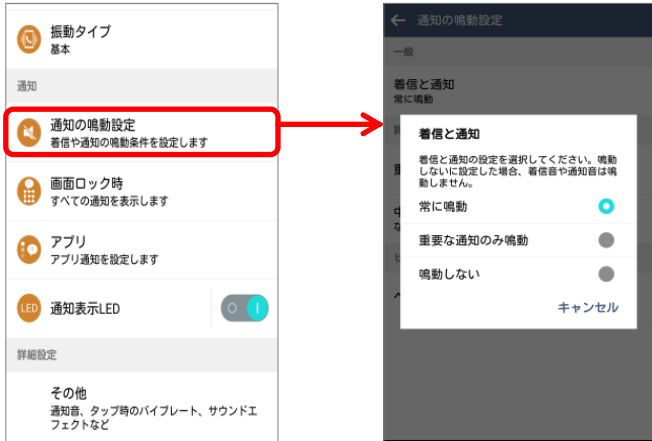 振動タイプ
基本
通知
通知の鳴動設定
着信や通知の鳴動条件を設定します
画面ロック時
すべての通知を表示します
アプリ
アプリ通知を設定します
LED
通知表示LED
詳細設定
その他
通知音、タップ時のバイブレート、サウンドエ
フェクトなど
通知の鳴動設定
一般
着信と通知
常に鳴動
着信と通知
着信と通知の設定を選択してください。鳴動
しないに設定した場合、着信音や通知音は鳴
動しません。
常に鳴動
重要な通知のみ鳴動
鳴動しない
キャンセル